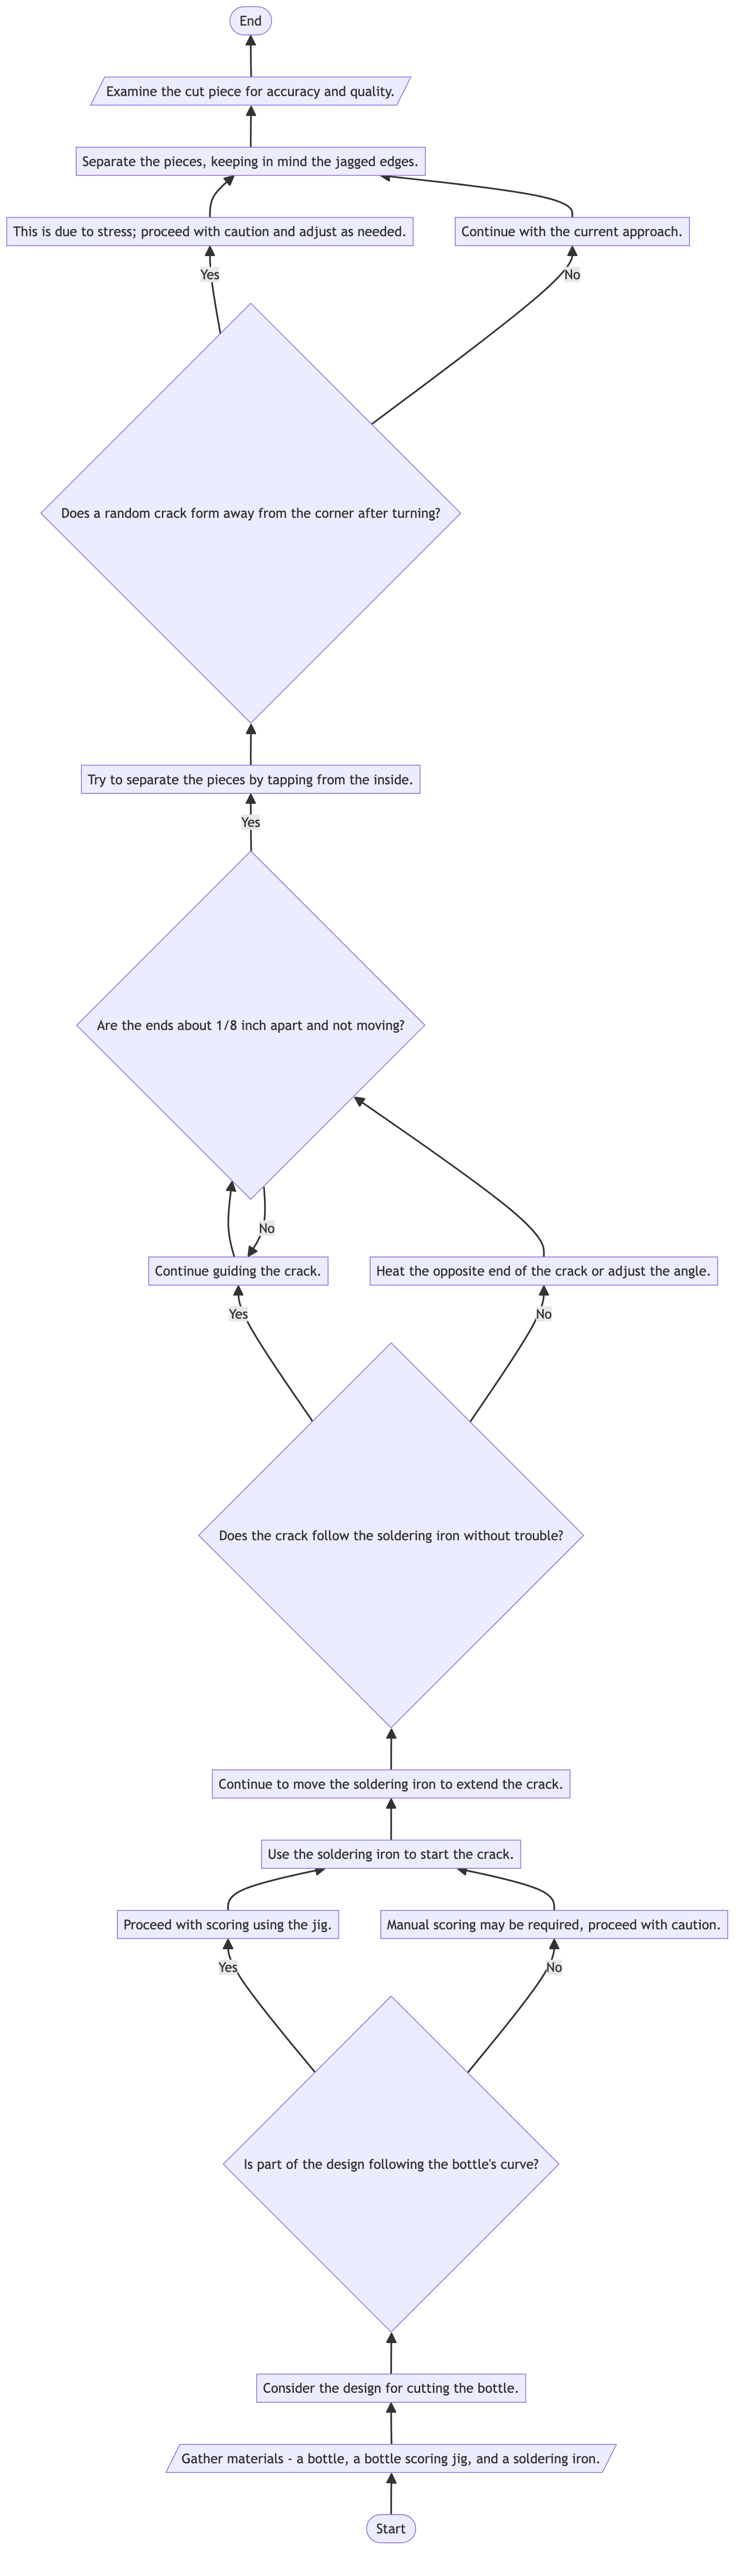 End
Examine the cut piece for accuracy and quality.
Separate the pieces, keeping in mind the jagged edges.
This is due to stress; proceed with caution and adjust as needed.
Continue with the current approach.
Yes
No
Does a random crack form away from the corner after turning?
Try to separate the pieces by tapping from the inside.
Yes
Are the ends about 1/8 inch apart and not moving?
No
Continue guiding the crack.
Heat the opposite end of the crack or adjust the angle.
Yes
No
Does the crack follow the soldering iron without trouble?
Continue to move the soldering iron to extend the crack.
Use the soldering iron to start the crack.
Proceed with scoring using the jig.
Manual scoring may be required, proceed with caution.
Yes
No
Is part of the design following the bottle's curve?
Consider the design for cutting the bottle.
Gather materials - a bottle, a bottle scoring jig, and a soldering iron.
Start